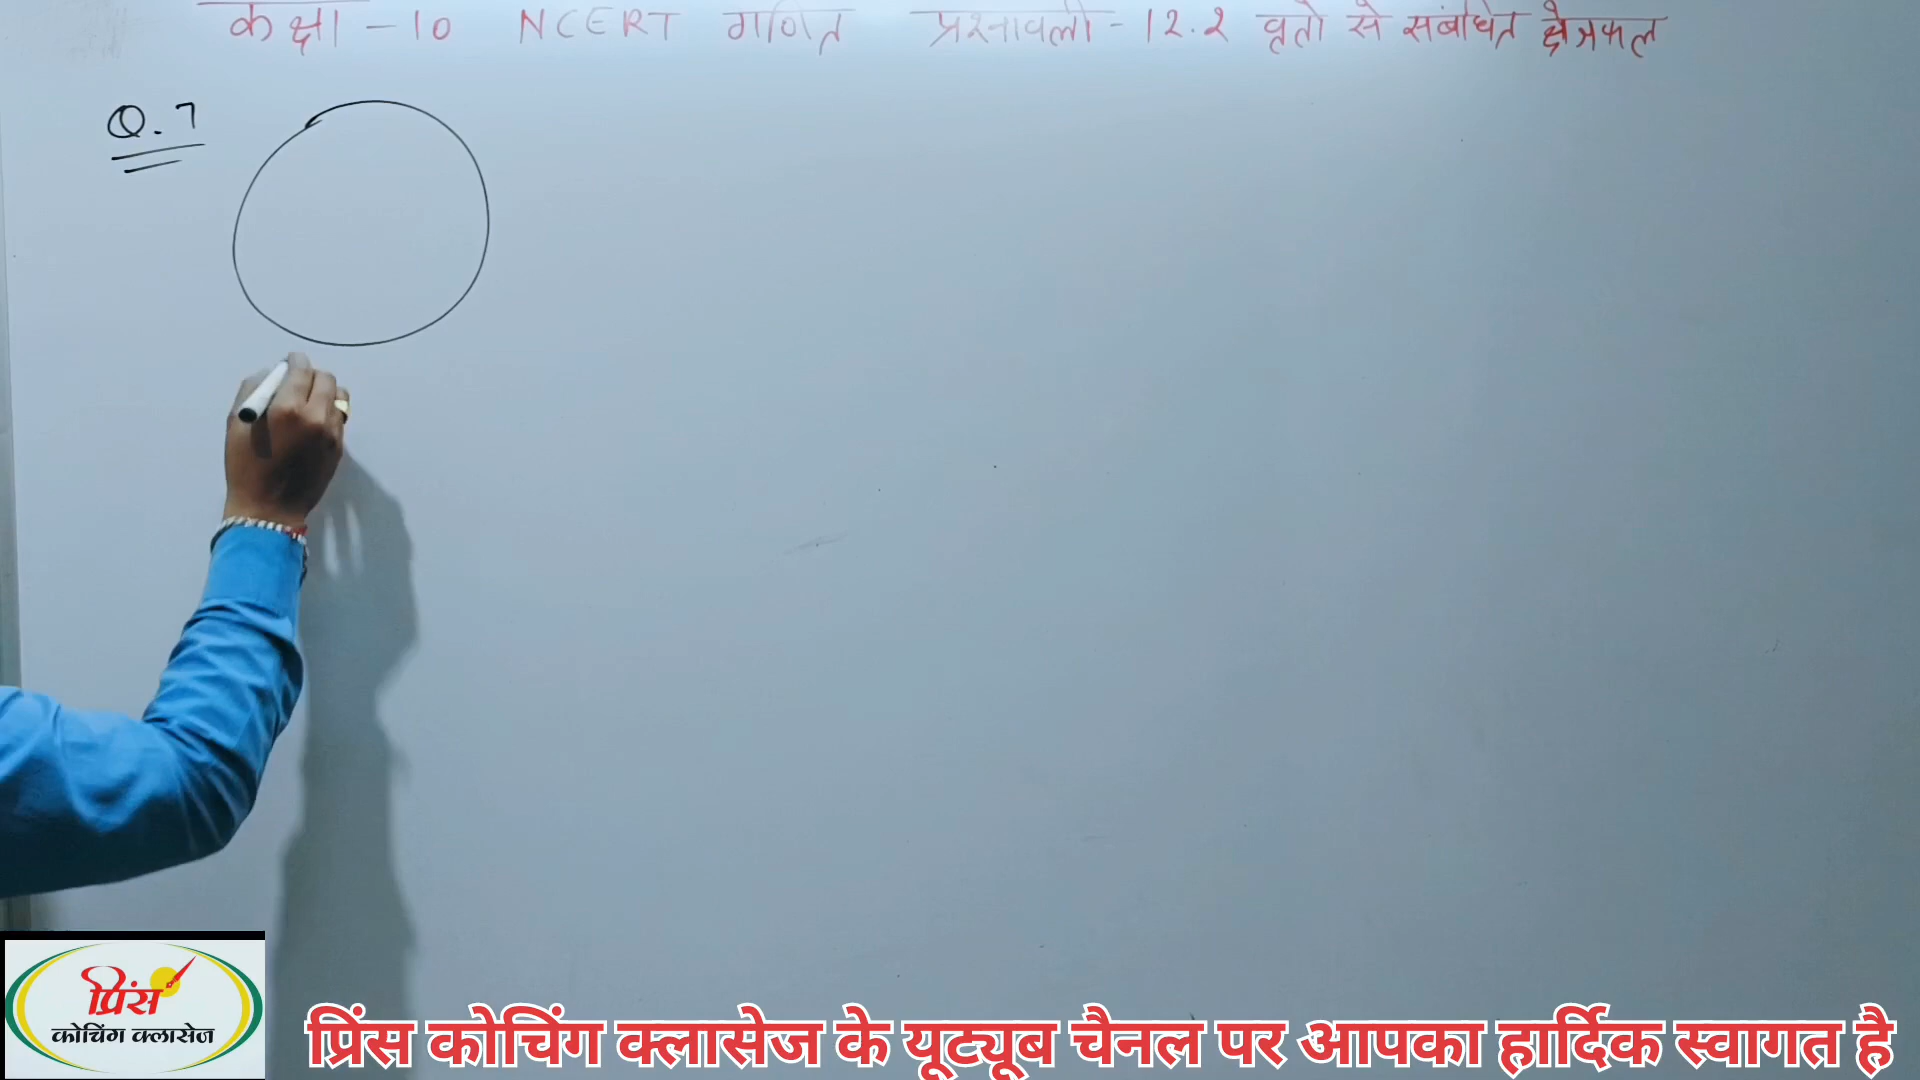 कक्षा - 10 NCERT गणित प्रश्नावली - 12.2 वृतों से संबंधित क्षेत्रफल
Q. 7
प्रिंस
कोचिंग क्लासेज
प्रिंस कोचिंग क्लासेज के यूट्यूब चैनल पर आपका हार्दिक स्वागत है